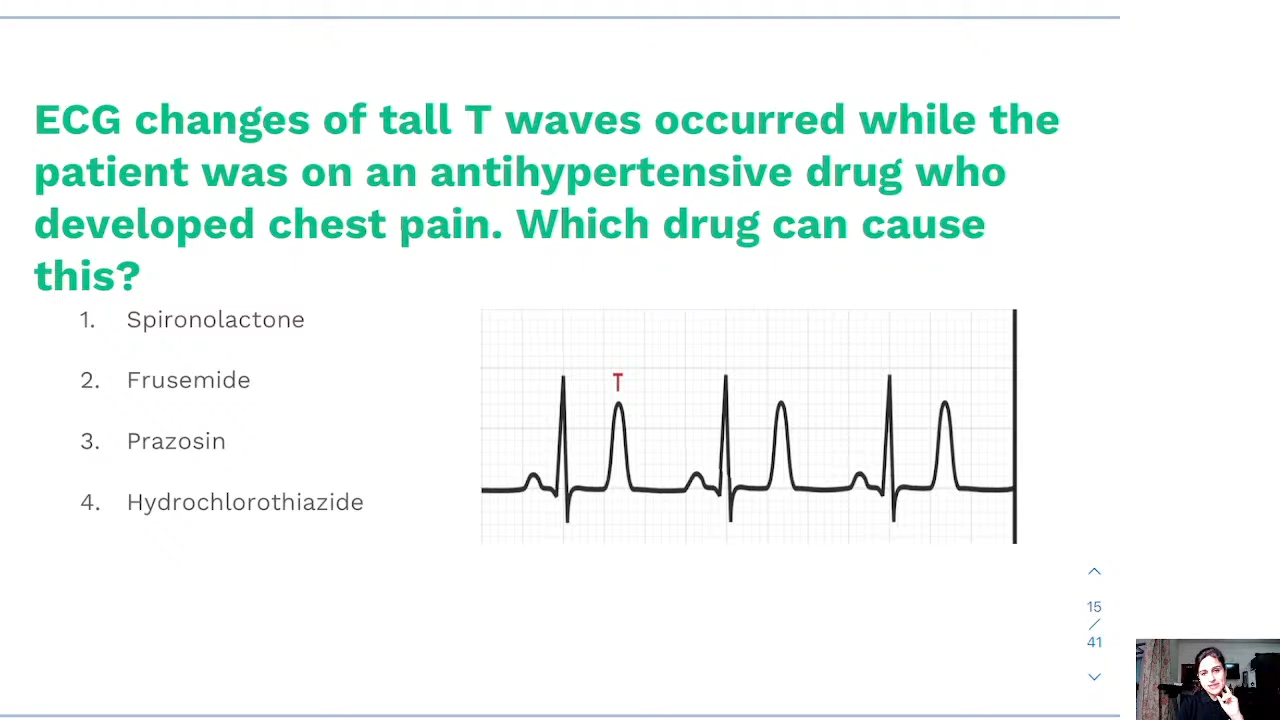 ECG changes of tall T waves occurred while the
patient was on an antihypertensive drug who
developed chest pain. Which drug can cause
this?
1. Spironolactone
2. Frusemide
3. Prazosin
4. Hydrochlorothiazide
T
15
/
41